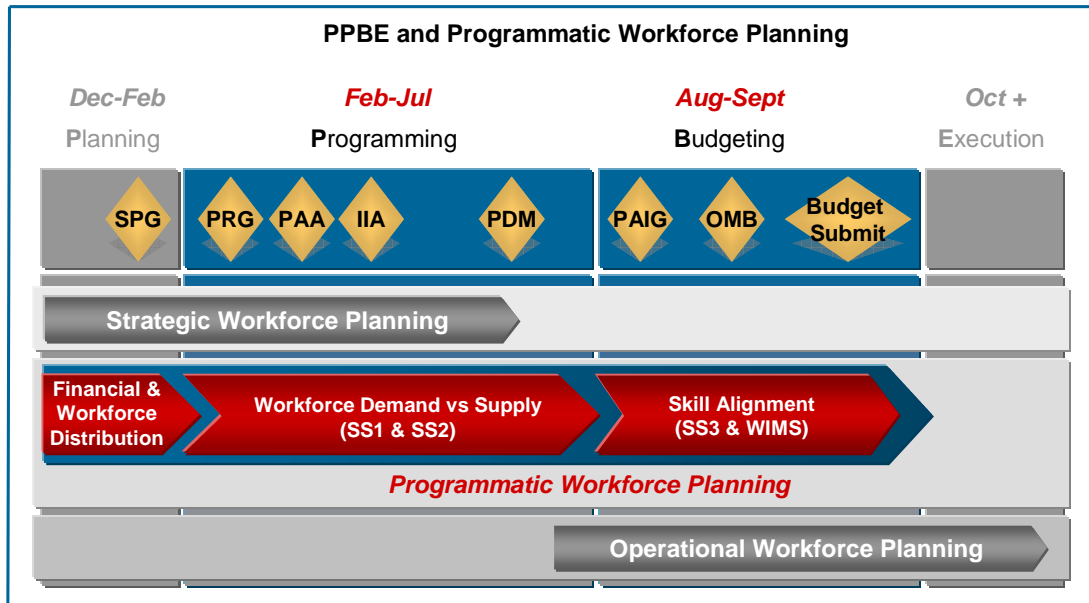 PPBE and Programmatic Workforce Planning
Dec-Feb
Feb-Jul
Aug-Sept
Oct +
Planning
Programming
Budgeting
Execution
SPG
PRG
PAA
IIA
PDM
PAIG
OMB
Budget
Submit
Strategic Workforce Planning
Financial &
Workforce
Distribution
Workforce Demand vs Supply
(SS1 & SS2)
Skill Alignment
(SS3 & WIMS)
Programmatic Workforce Planning
Operational Workforce Planning